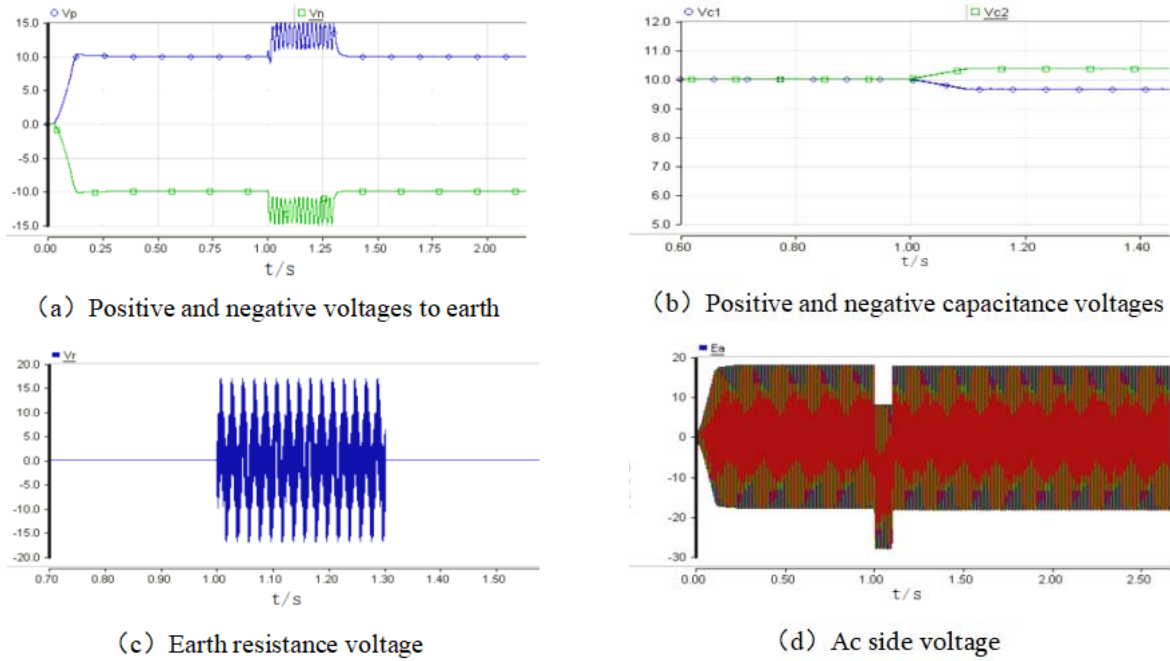 Vp Vn
15.0
10.0
5.0
0.0
-5.0
-10.0
-15.0
0.00 0.25 0.50 0.75 1.00 1.25 1.50 1.75 2.00
t/s
（a）Positive and negative voltages to earth
Vc1 Vc2
12.0
11.0
10.0
9.0
8.0
7.0
6.0
5.0
0.60 0.80 1.00 1.20 1.40
t/s
（b）Positive and negative capacitance voltages
Vr
20.0
15.0
10.0
5.0
0.0
-5.0
-10.0
-15.0
-20.0
0.70 0.80 0.90 1.00 1.10 1.20 1.30 1.40 1.50
t/s
（c）Earth resistance voltage
Ea
20
10
0
-10
-20
-30
0.00 0.50 1.00 1.50 2.00 2.50
t/s
（d）Ac side voltage